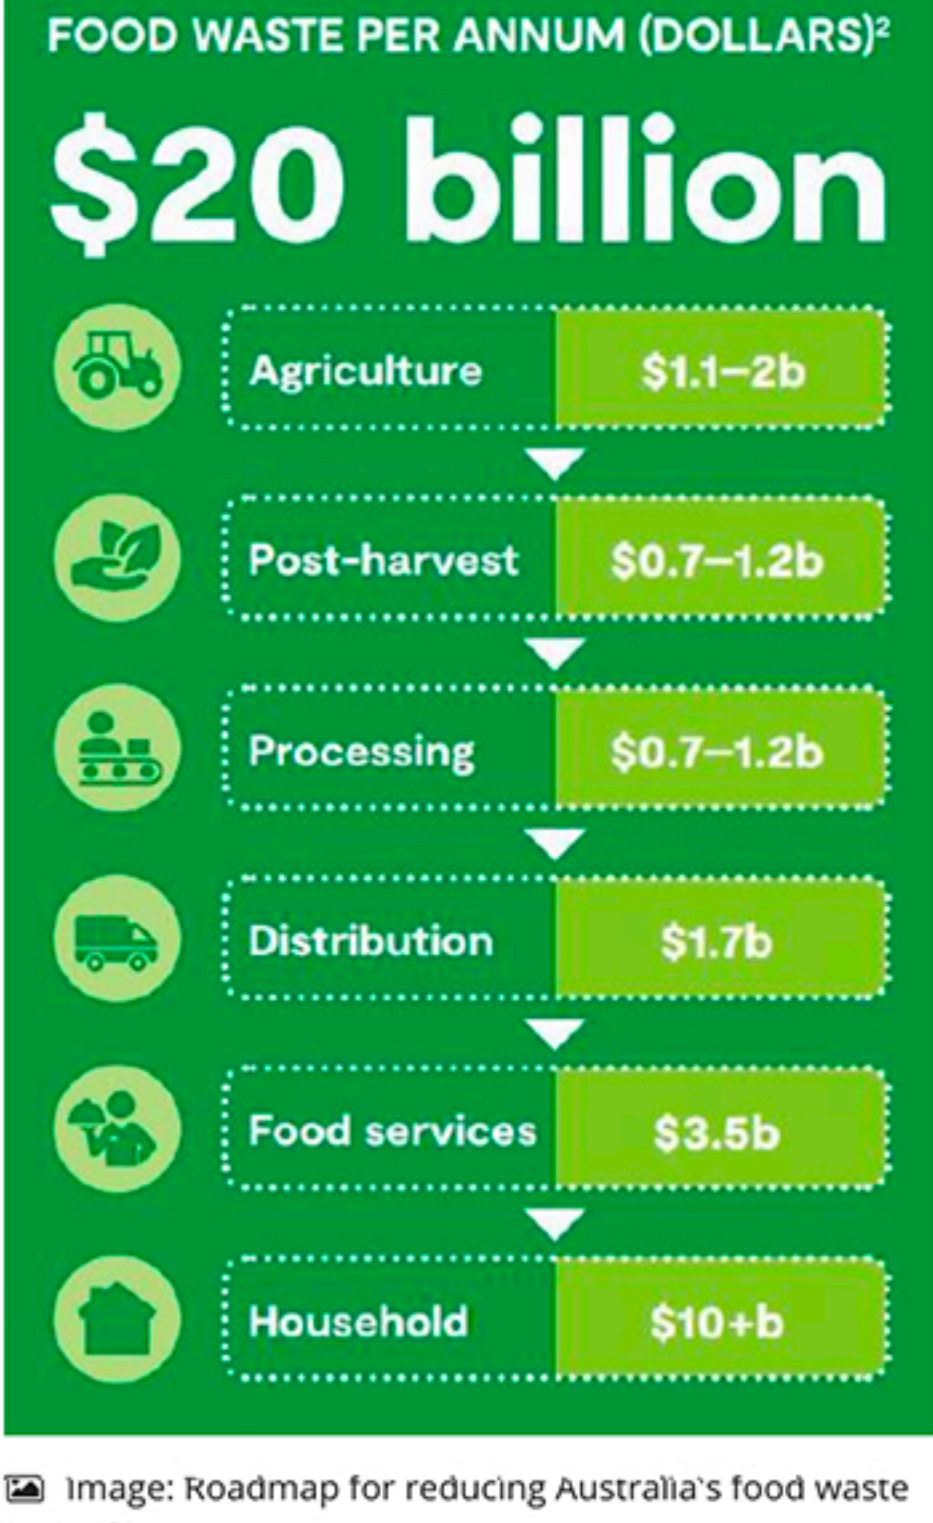 FOOD WASTE PER ANNUM (DOLLARS)²
$20 billion
Agriculture $1.1–2b
Post-harvest $0.7–1.2b
Processing $0.7–1.2b
Distribution $1.7b
Food services $3.5b
Household $10+b
Image: Roadmap for reducing Australia's food waste